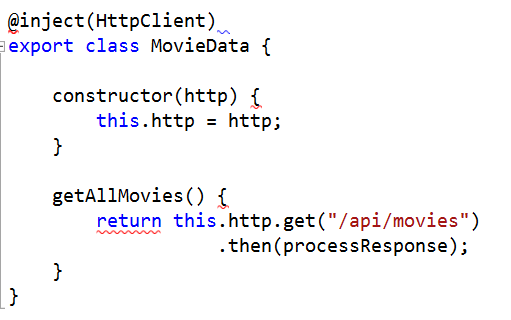 @inject(HttpClient)
export class MovieData {
constructor(http) {
this.http = http;
}
getAllMovies() {
return this.http.get("/api/movies")
.then(processResponse);
}
}